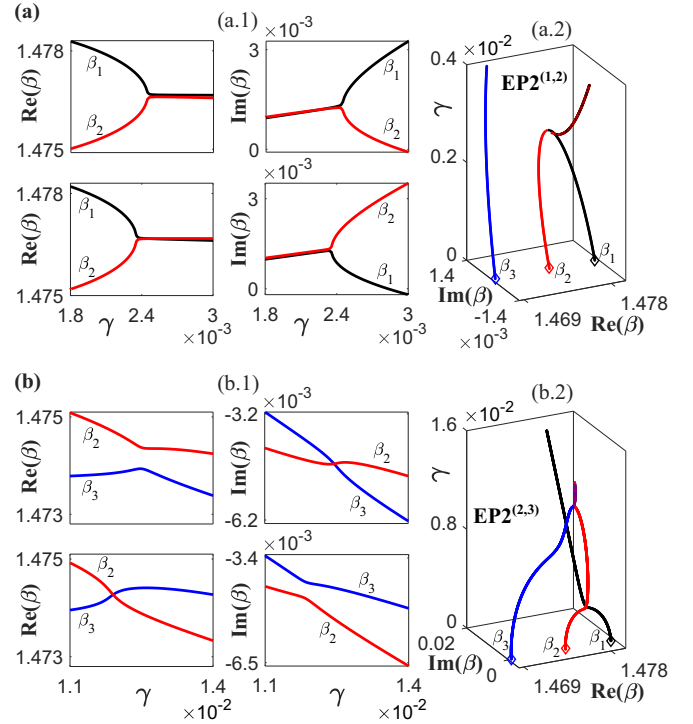 (a)
(a.1)
(a.2)
×10⁻³
×10⁻²
1.478
Re(β)
1.475
β₁
β₂
3
Im(β)
0
β₁
β₂
0.4
EP2⁽¹,²⁾
γ
0.2
0
×10⁻³
1.478
Re(β)
1.475
β₁
β₂
1.8
2.4
3
γ
×10⁻³
3
Im(β)
0
β₂
β₁
1.8
2.4
3
γ
×10⁻³
β₃
β₂
β₁
1.4
Im(β)
-1.4
×10⁻³
1.469
1.478
Re(β)
(b)
(b.1)
(b.2)
×10⁻³
×10⁻²
1.475
Re(β)
1.473
β₂
β₃
-3.2
Im(β)
-6.2
β₂
β₃
1.6
γ
EP2⁽²,³⁾
0.8
0
×10⁻³
1.475
Re(β)
1.473
β₂
β₃
1.1
1.4
γ
×10⁻²
-3.4
Im(β)
-6.5
β₃
β₂
1.1
1.4
γ
×10⁻²
β₃
β₂
β₁
0.02
Im(β)
0
1.469
1.478
Re(β)